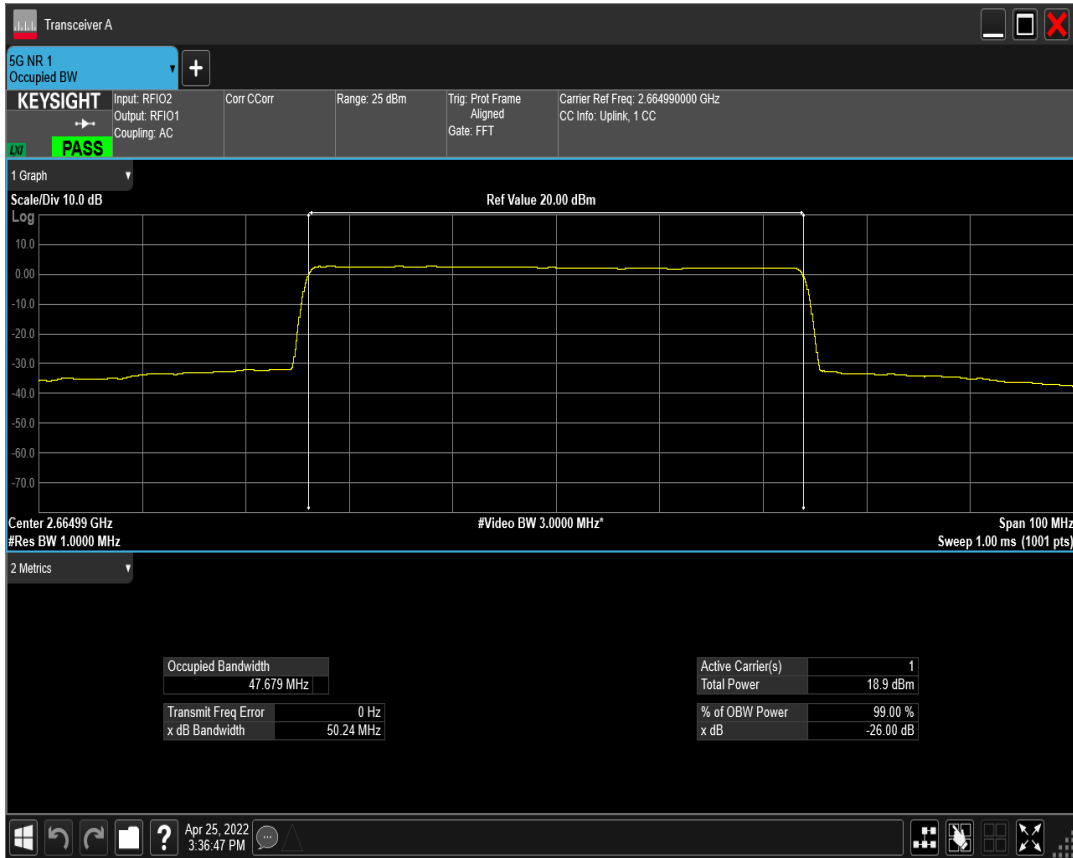 Transceiver A
5G NR 1
Occupied BW
KEYSIGHT
LXI
PASS
Input: RFIO2
Output: RFIO1
Coupling: AC
Corr CCorr
Range: 25 dBm
Trig: Prot Frame
Aligned
Gate: FFT
Carrier Ref Freq: 2.664990000 GHz
CC Info: Uplink, 1 CC
1 Graph
Scale/Div 10.0 dB
Ref Value 20.00 dBm
Log
10.0
0.00
-10.0
-20.0
-30.0
-40.0
-50.0
-60.0
-70.0
Center 2.66499 GHz
#Video BW 3.0000 MHz*
Span 100 MHz
#Res BW 1.0000 MHz
Sweep 1.00 ms (1001 pts)
2 Metrics
Occupied Bandwidth
47.679 MHz
Transmit Freq Error 0 Hz
x dB Bandwidth 50.24 MHz
Active Carrier(s) 1
Total Power 18.9 dBm
% of OBW Power 99.00 %
x dB -26.00 dB
?
Apr 25, 2022
3:36:47 PM